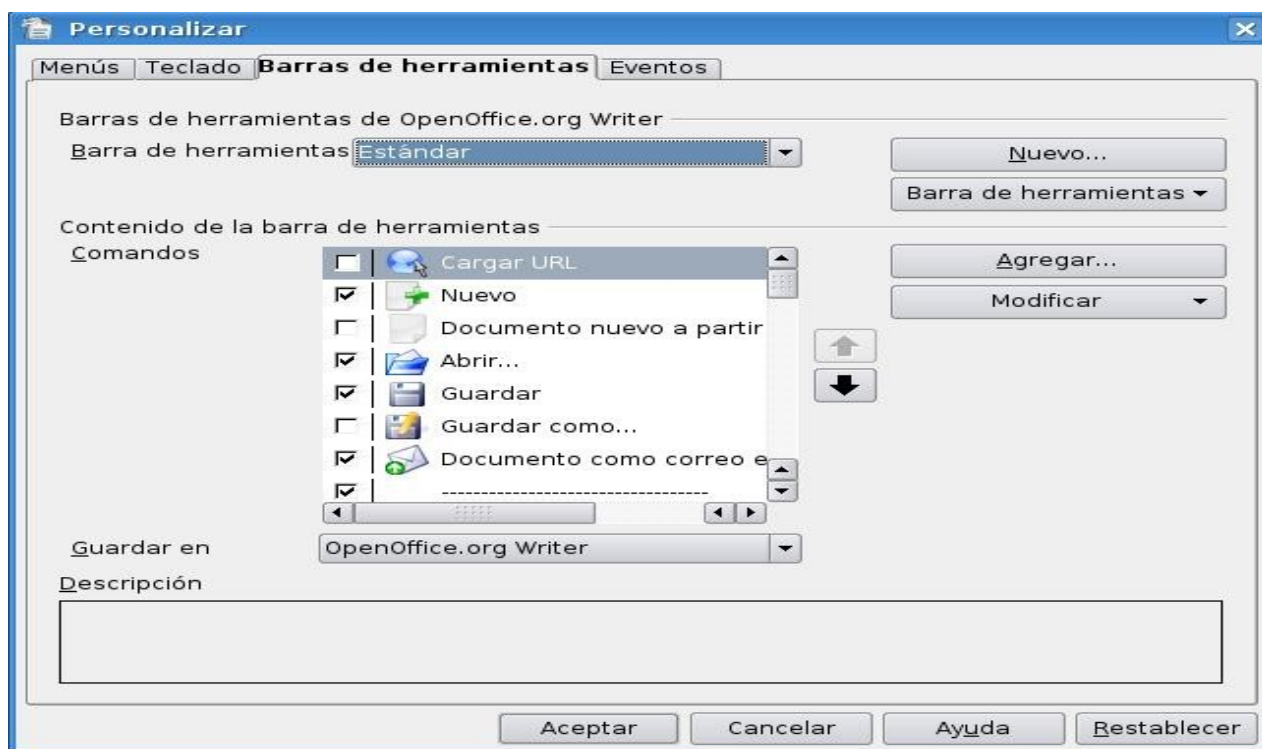 Personalizar
Menús Teclado Barras de herramientas Eventos
Barras de herramientas de OpenOffice.org Writer
Barra de herramientas Estándar
Nuevo...
Barra de herramientas
Contenido de la barra de herramientas
Comandos
Cargar URL
Nuevo
Documento nuevo a partir
Abrir...
Guardar
Guardar como...
Documento como correo e
----------------------------------
Agregar...
Modificar
Guardar en OpenOffice.org Writer
Descripción
Aceptar Cancelar Ayuda Restablecer